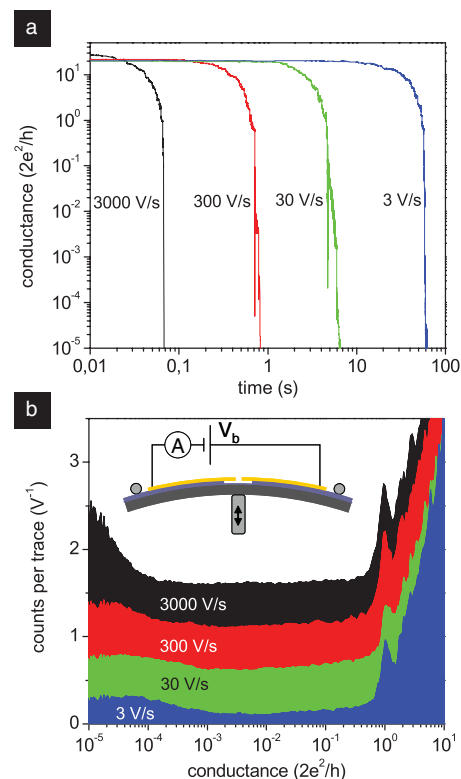 a
conductance (2e²/h)
10¹
10⁰
10⁻¹
10⁻²
10⁻³
10⁻⁴
10⁻⁵
3000 V/s
300 V/s
30 V/s
3 V/s
0,01
0,1
1
10
100
time (s)
b
counts per trace (V⁻¹)
3
2
1
0
A
V_b
3000 V/s
300 V/s
30 V/s
3 V/s
10⁻⁵
10⁻⁴
10⁻³
10⁻²
10⁻¹
10⁰
10¹
conductance (2e²/h)